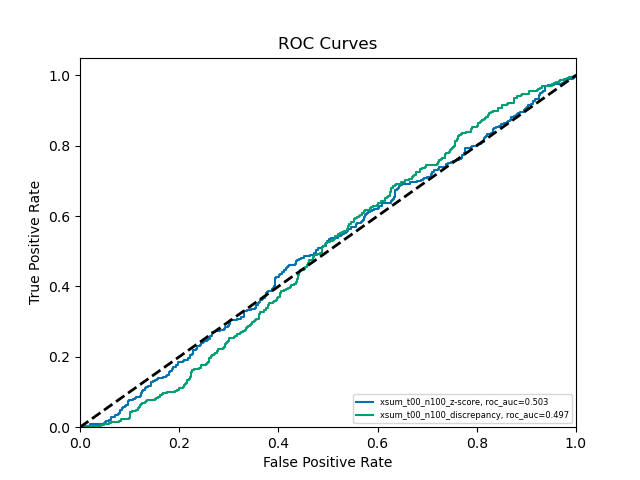 ROC Curves
True Positive Rate
1.0
0.8
0.6
0.4
0.2
0.0
xsum_t00_n100_z-score, roc_auc=0.503
xsum_t00_n100_discrepancy, roc_auc=0.497
0.0 0.2 0.4 0.6 0.8 1.0
False Positive Rate